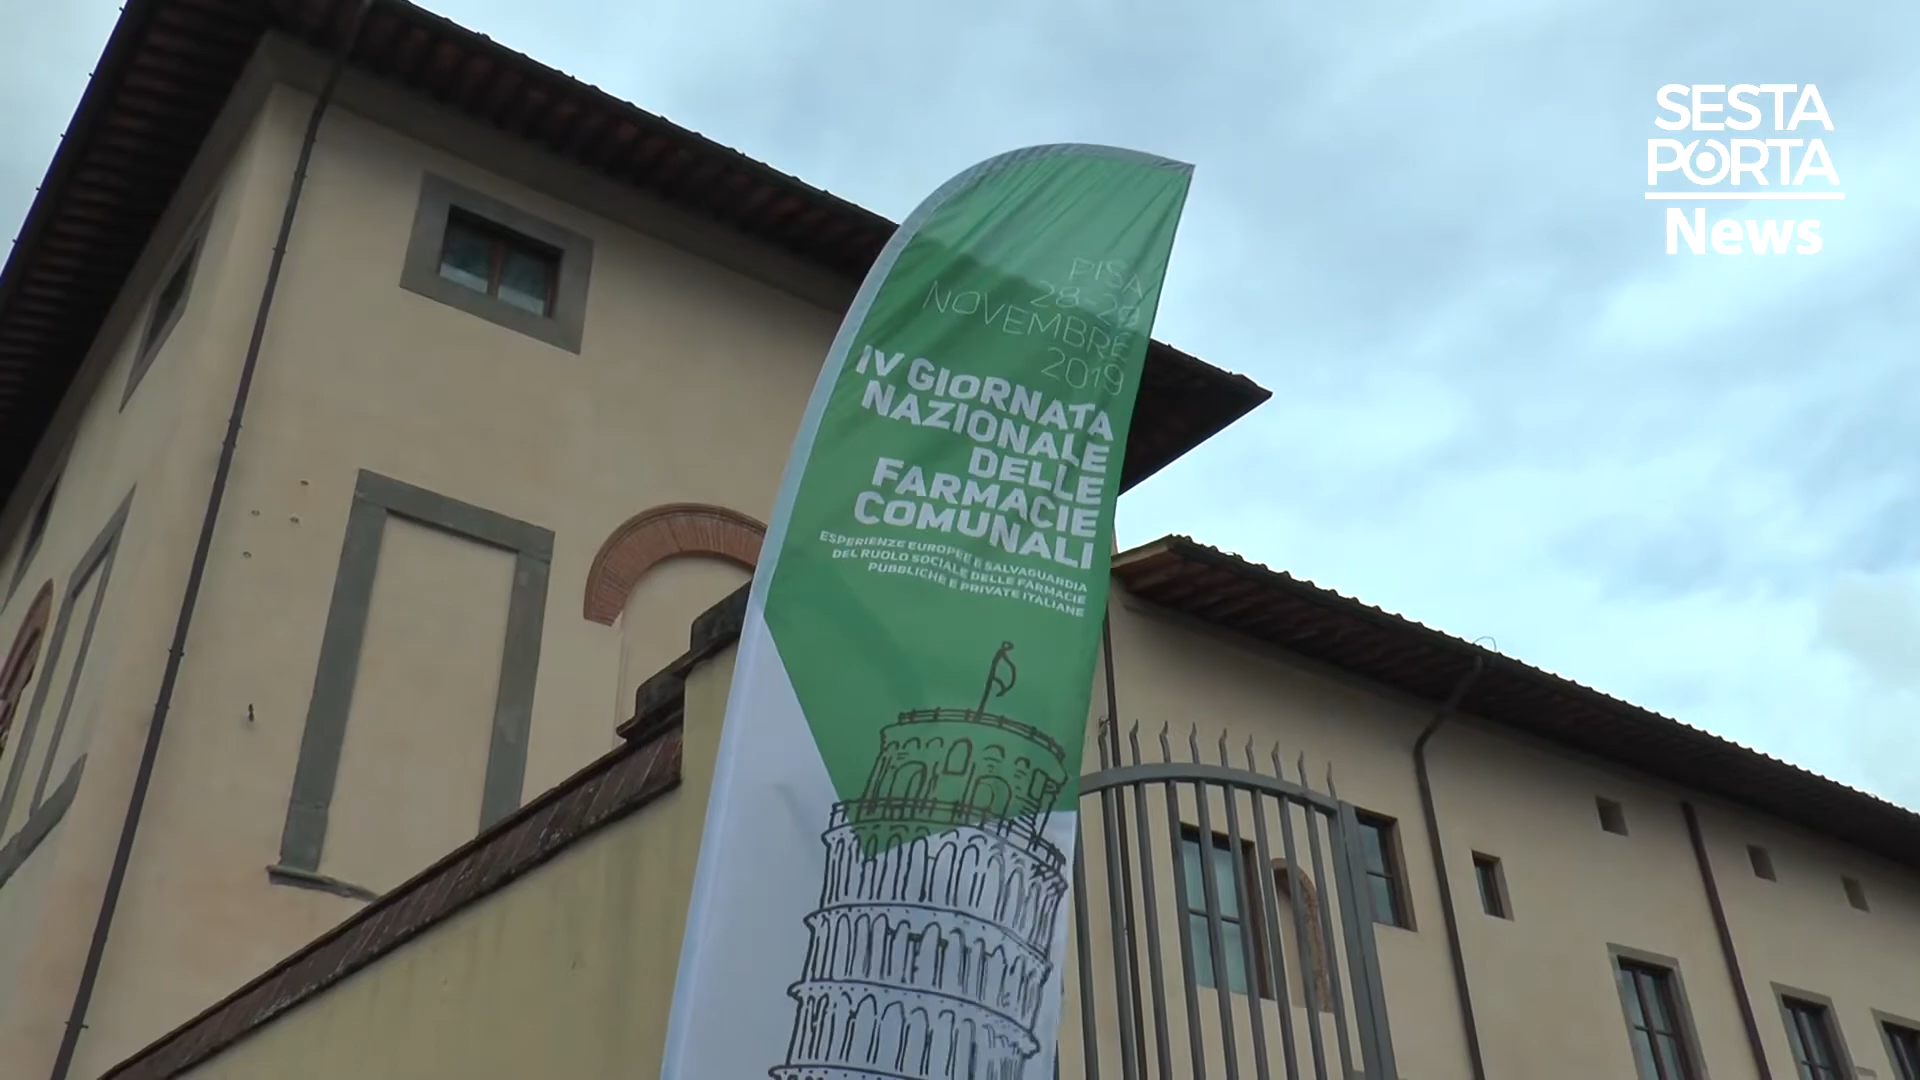 SESTA
PORTA
News
PISA
28-29
NOVEMBRE
2019
IV GIORNATA
NAZIONALE
DELLE
FARMACIE
COMUNALI
ESPERIENZE EUROPEE E SALVAGUARDIA
DEL RUOLO SOCIALE DELLE FARMACIE
PUBBLICHE E PRIVATE ITALIANE